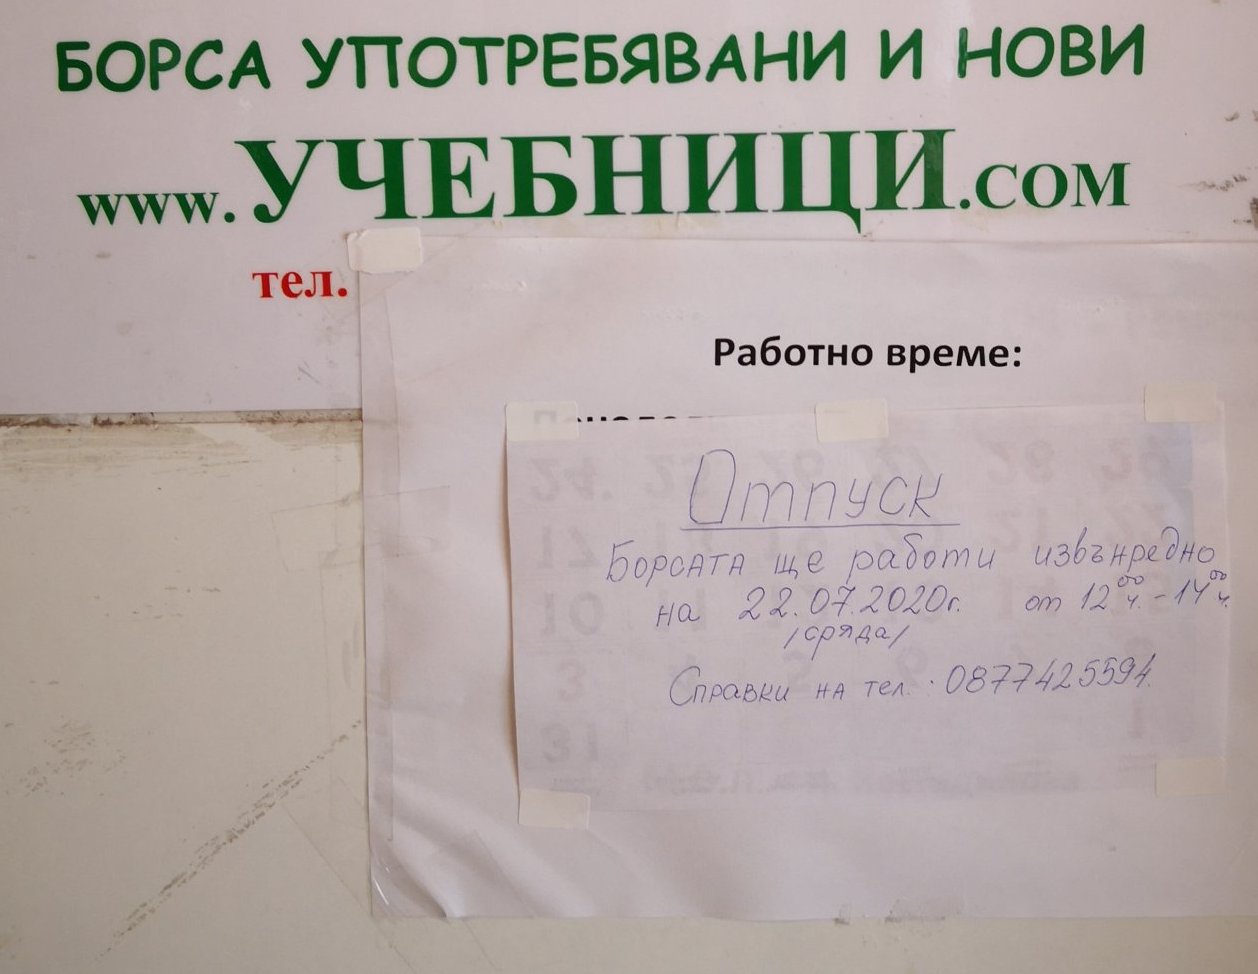 БОРСА УПОТРЕБЯВАНИ И НОВИ
www.УЧЕБНИЦИ.COM
тел.
Работно време:
Отпуск
Борсата ще работи извънредно
на 22.07.2020г. от 12⁰⁰ч. - 14⁰⁰ч.
/сряда/
Справки на тел.: 0877425594